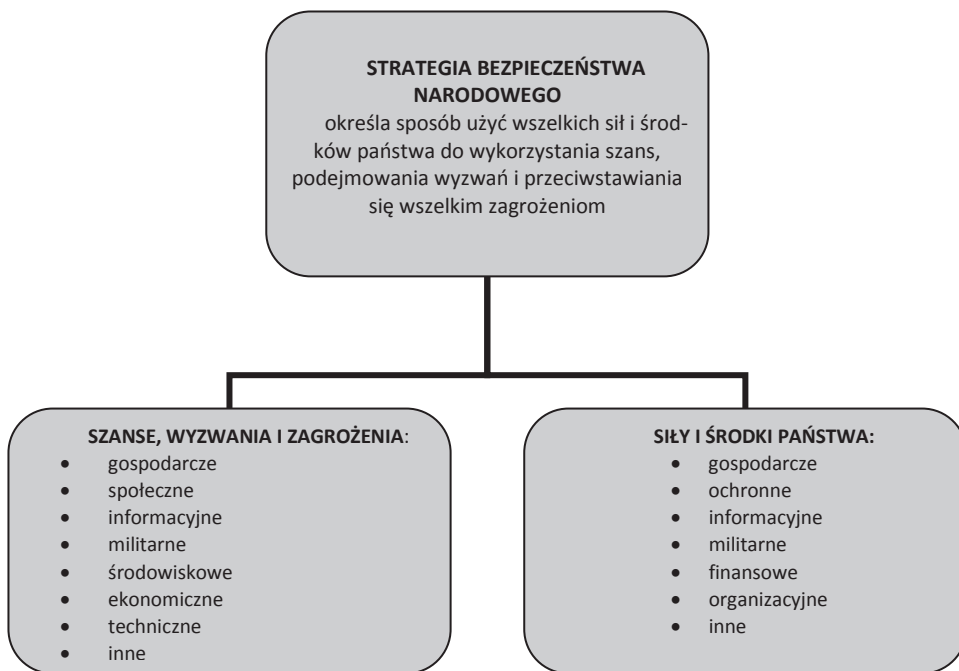 STRATEGIA BEZPIECZEŃSTWA
NARODOWEGO
określa sposób użyć wszelkich sił i środ-
ków państwa do wykorzystania szans,
podejmowania wyzwań i przeciwstawiania
się wszelkim zagrożeniom
SZANSE, WYZWANIA I ZAGROŻENIA:
• gospodarcze
• społeczne
• informacyjne
• militarne
• środowiskowe
• ekonomiczne
• techniczne
• inne
SIŁY I ŚRODKI PAŃSTWA:
• gospodarcze
• ochronne
• informacyjne
• militarne
• finansowe
• organizacyjne
• inne